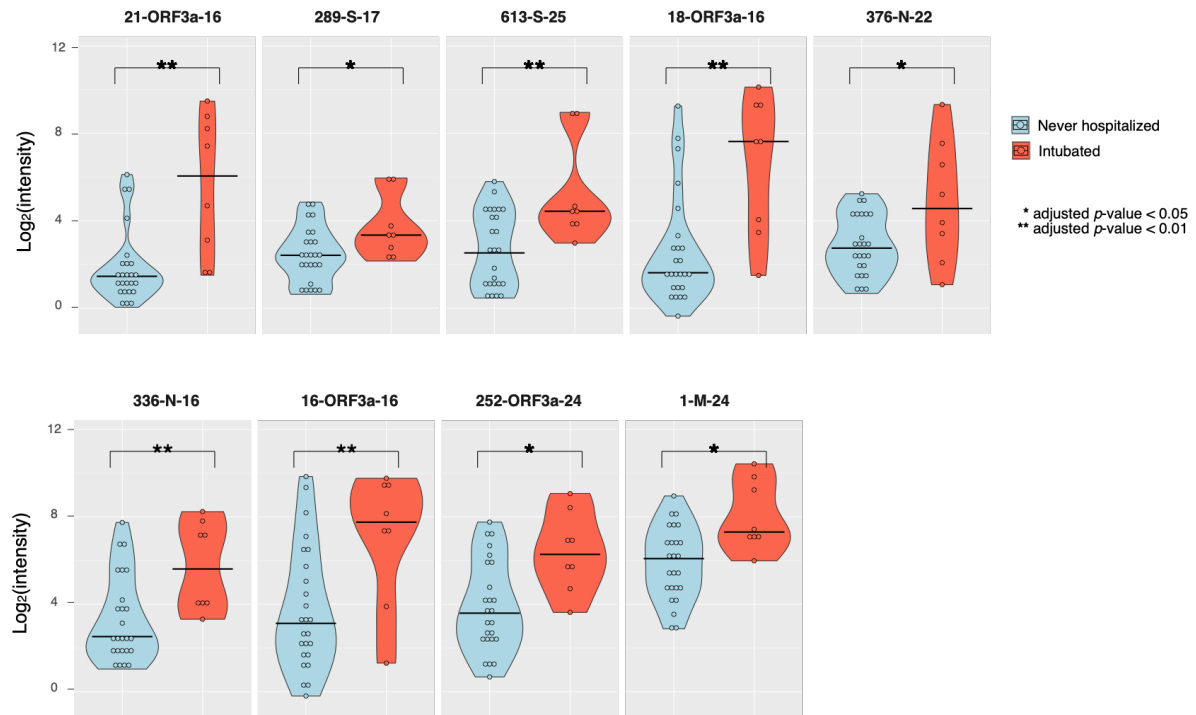 21-ORF3a-16 289-S-17 613-S-25 18-ORF3a-16 376-N-22
12
** * ** ** *
8
4
0
Log2(intensity)
Never hospitalized
Intubated
* adjusted p-value < 0.05
** adjusted p-value < 0.01
336-N-16 16-ORF3a-16 252-ORF3a-24 1-M-24
12
** ** * *
8
4
0
Log2(intensity)